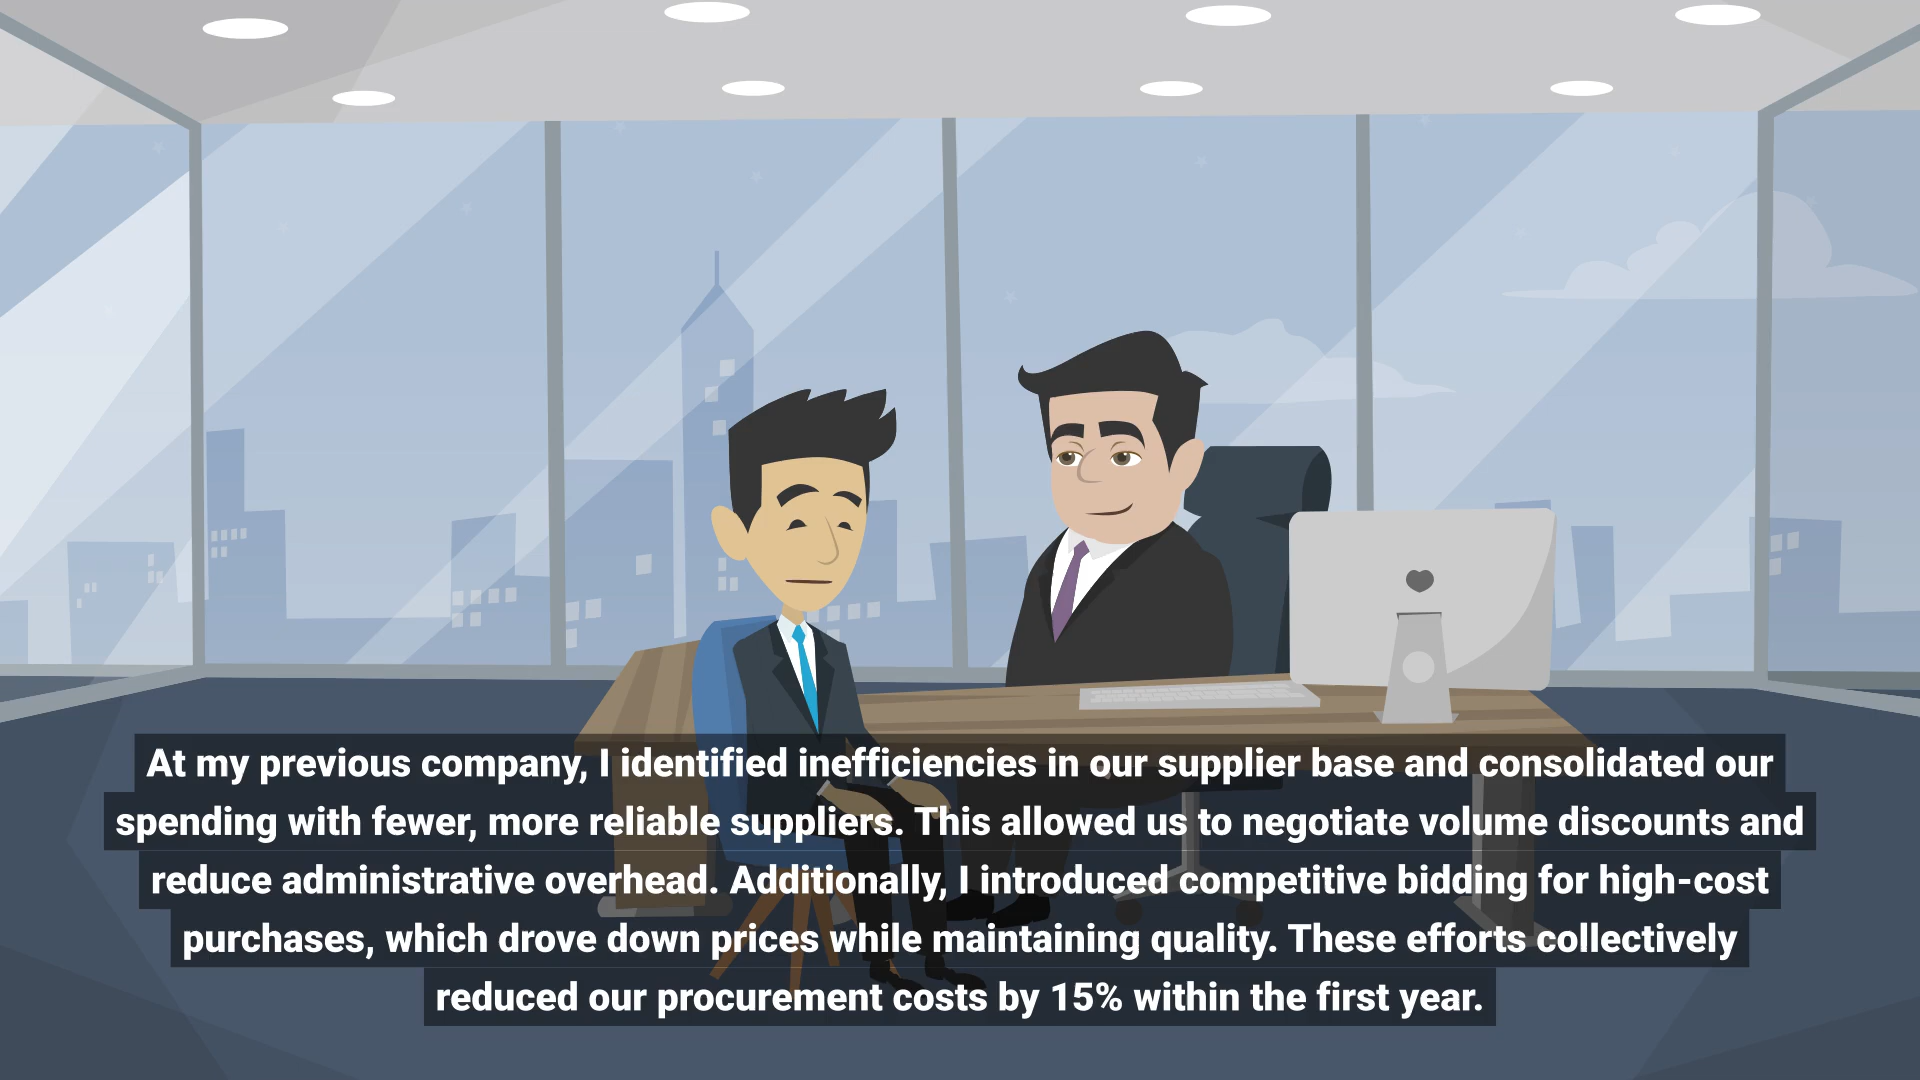 At my previous company, I identified inefficiencies in our supplier base and consolidated our
spending with fewer, more reliable suppliers. This allowed us to negotiate volume discounts and
reduce administrative overhead. Additionally, I introduced competitive bidding for high-cost
purchases, which drove down prices while maintaining quality. These efforts collectively
reduced our procurement costs by 15% within the first year.